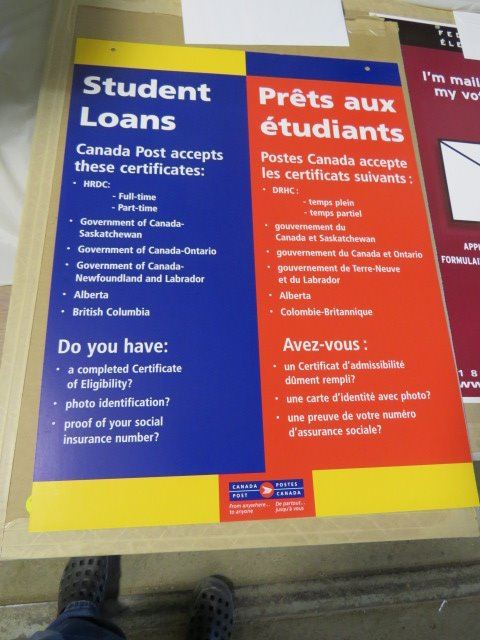 Student
Loans
Canada Post accepts
these certificates:
· HRDC:
- Full-time
- Part-time
· Government of Canada-
Saskatchewan
· Government of Canada-Ontario
· Government of Canada-
Newfoundland and Labrador
· Alberta
· British Columbia
Do you have:
· a completed Certificate
of Eligibility?
· photo identification?
· proof of your social
insurance number?
Prêts aux
étudiants
Postes Canada accepte
les certificats suivants :
· DRHC :
- temps plein
- temps partiel
· gouvernement du
Canada et Saskatchewan
· gouvernement du Canada et Ontario
· gouvernement de Terre-Neuve
et du Labrador
· Alberta
· Colombie-Britannique
Avez-vous :
· un Certificat d'admissibilité
dûment rempli?
· une carte d'identité avec photo?
· une preuve de votre numéro
d'assurance sociale?
CANADA POSTES
POST CANADA
From anywhere...
to anyone
De partout...
jusqu'à vous
I'm mail
my vo
APP
FORMULAI
1 8